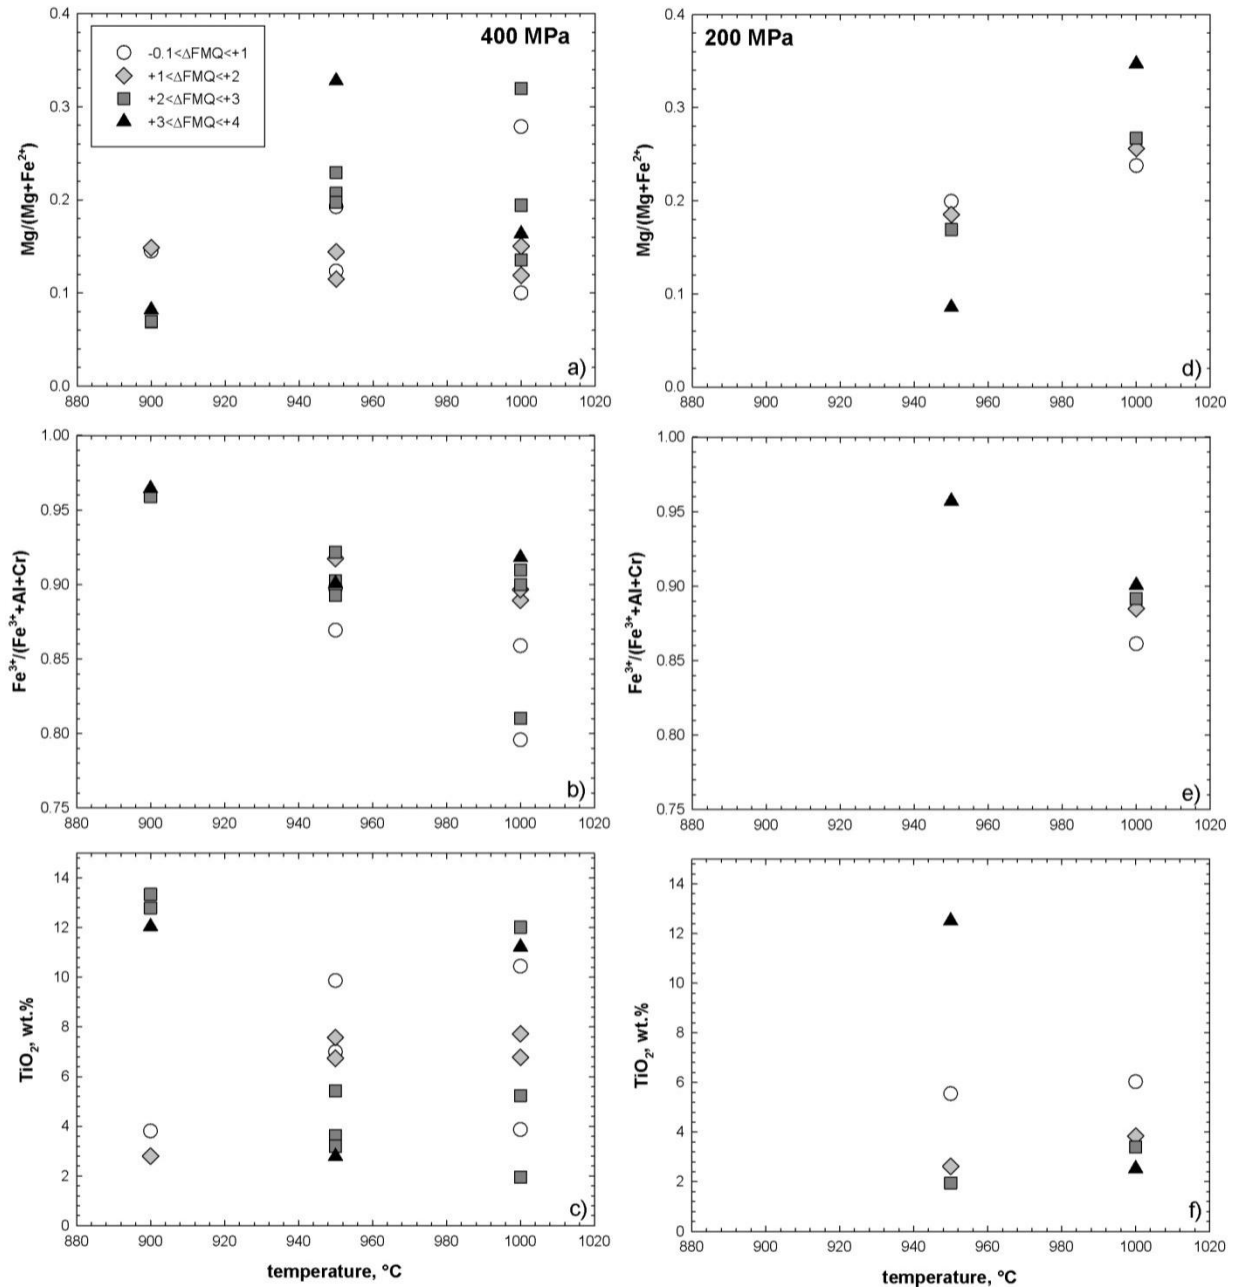 400 MPa
-0.1<ΔFMQ<+1
+1<ΔFMQ<+2
+2<ΔFMQ<+3
+3<ΔFMQ<+4
Mg/(Mg+Fe²⁺)
0.4
0.3
0.2
0.1
0.0
a)
880 900 920 940 960 980 1000 1020
200 MPa
Mg/(Mg+Fe²⁺)
0.4
0.3
0.2
0.1
0.0
d)
880 900 920 940 960 980 1000 1020
Fe³⁺/(Fe³⁺+Al+Cr)
1.00
0.95
0.90
0.85
0.80
0.75
b)
880 900 920 940 960 980 1000 1020
Fe³⁺/(Fe³⁺+Al+Cr)
1.00
0.95
0.90
0.85
0.80
0.75
e)
880 900 920 940 960 980 1000 1020
TiO₂, wt.%
14
12
10
8
6
4
2
0
c)
880 900 920 940 960 980 1000 1020
temperature, °C
TiO₂, wt.%
14
12
10
8
6
4
2
0
f)
880 900 920 940 960 980 1000 1020
temperature, °C